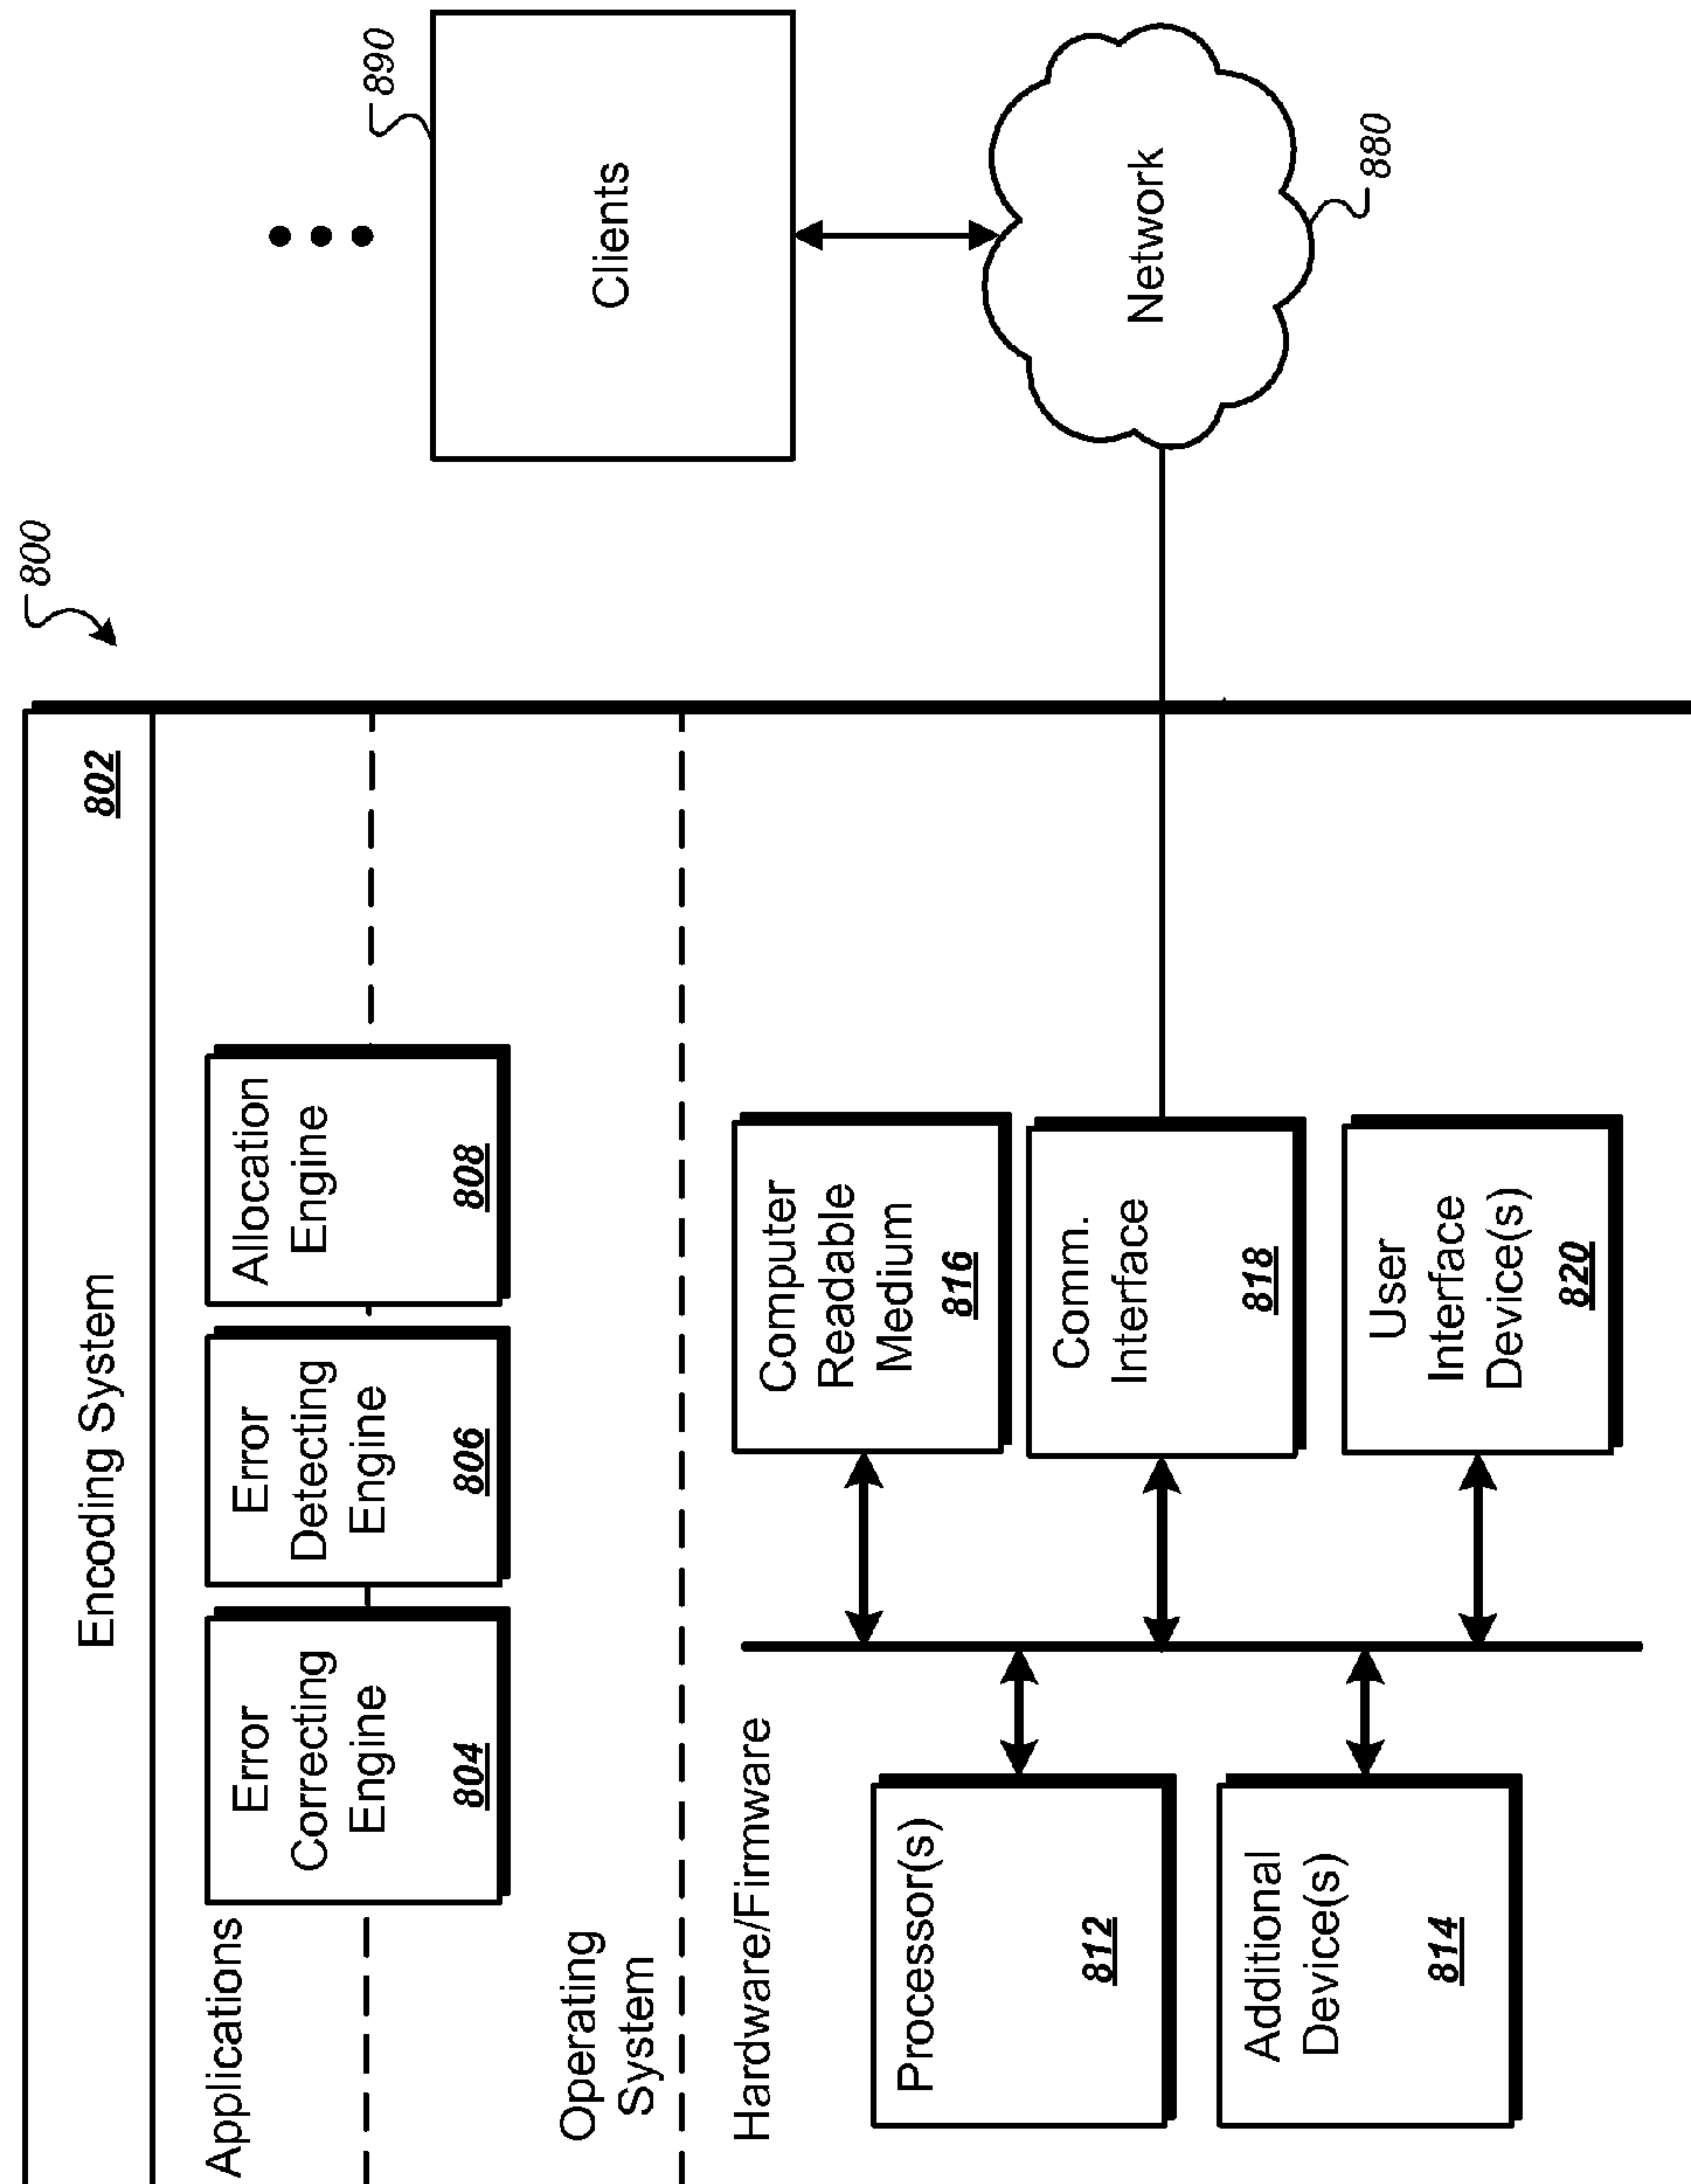 800
Encoding System
802
Applications
Error
Correcting
Engine
804
Error
Detecting
Engine
806
Allocation
Engine
808
Operating
System
Hardware/Firmware
Processor(s)
812
Additional
Device(s)
814
Computer
Readable
Medium
816
Comm.
Interface
818
User
Interface
Device(s)
820
Clients
890
Network
880